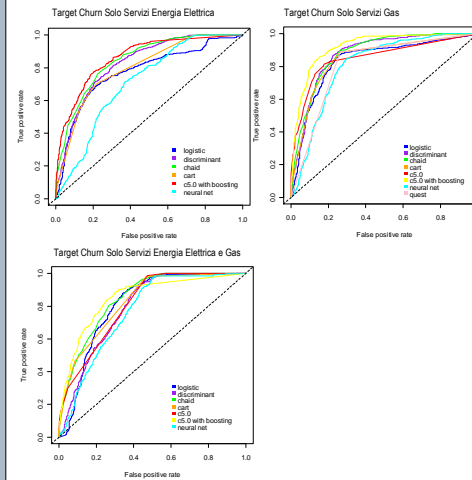 Target Churn Solo Servizi Energia Elettrica
True positive rate
1.0
0.8
0.6
0.4
0.2
0.0
logistic
discriminant
chaid
cart
c5.0 with boosting
neural net
0.0 0.2 0.4 0.6 0.8 1.0
False positive rate
Target Churn Solo Servizi Gas
True positive rate
1.0
0.8
0.6
0.4
0.2
0.0
logistic
discriminant
chaid
cart
c5.0
c5.0 with boosting
neural net
quest
0.0 0.2 0.4 0.6 0.8
False positive rate
Target Churn Solo Servizi Energia Elettrica e Gas
True positive rate
1.0
0.8
0.6
0.4
0.2
0.0
logistic
discriminant
chaid
cart
c5.0
c5.0 with boosting
neural net
0.0 0.2 0.4 0.6 0.8 1.0
False positive rate